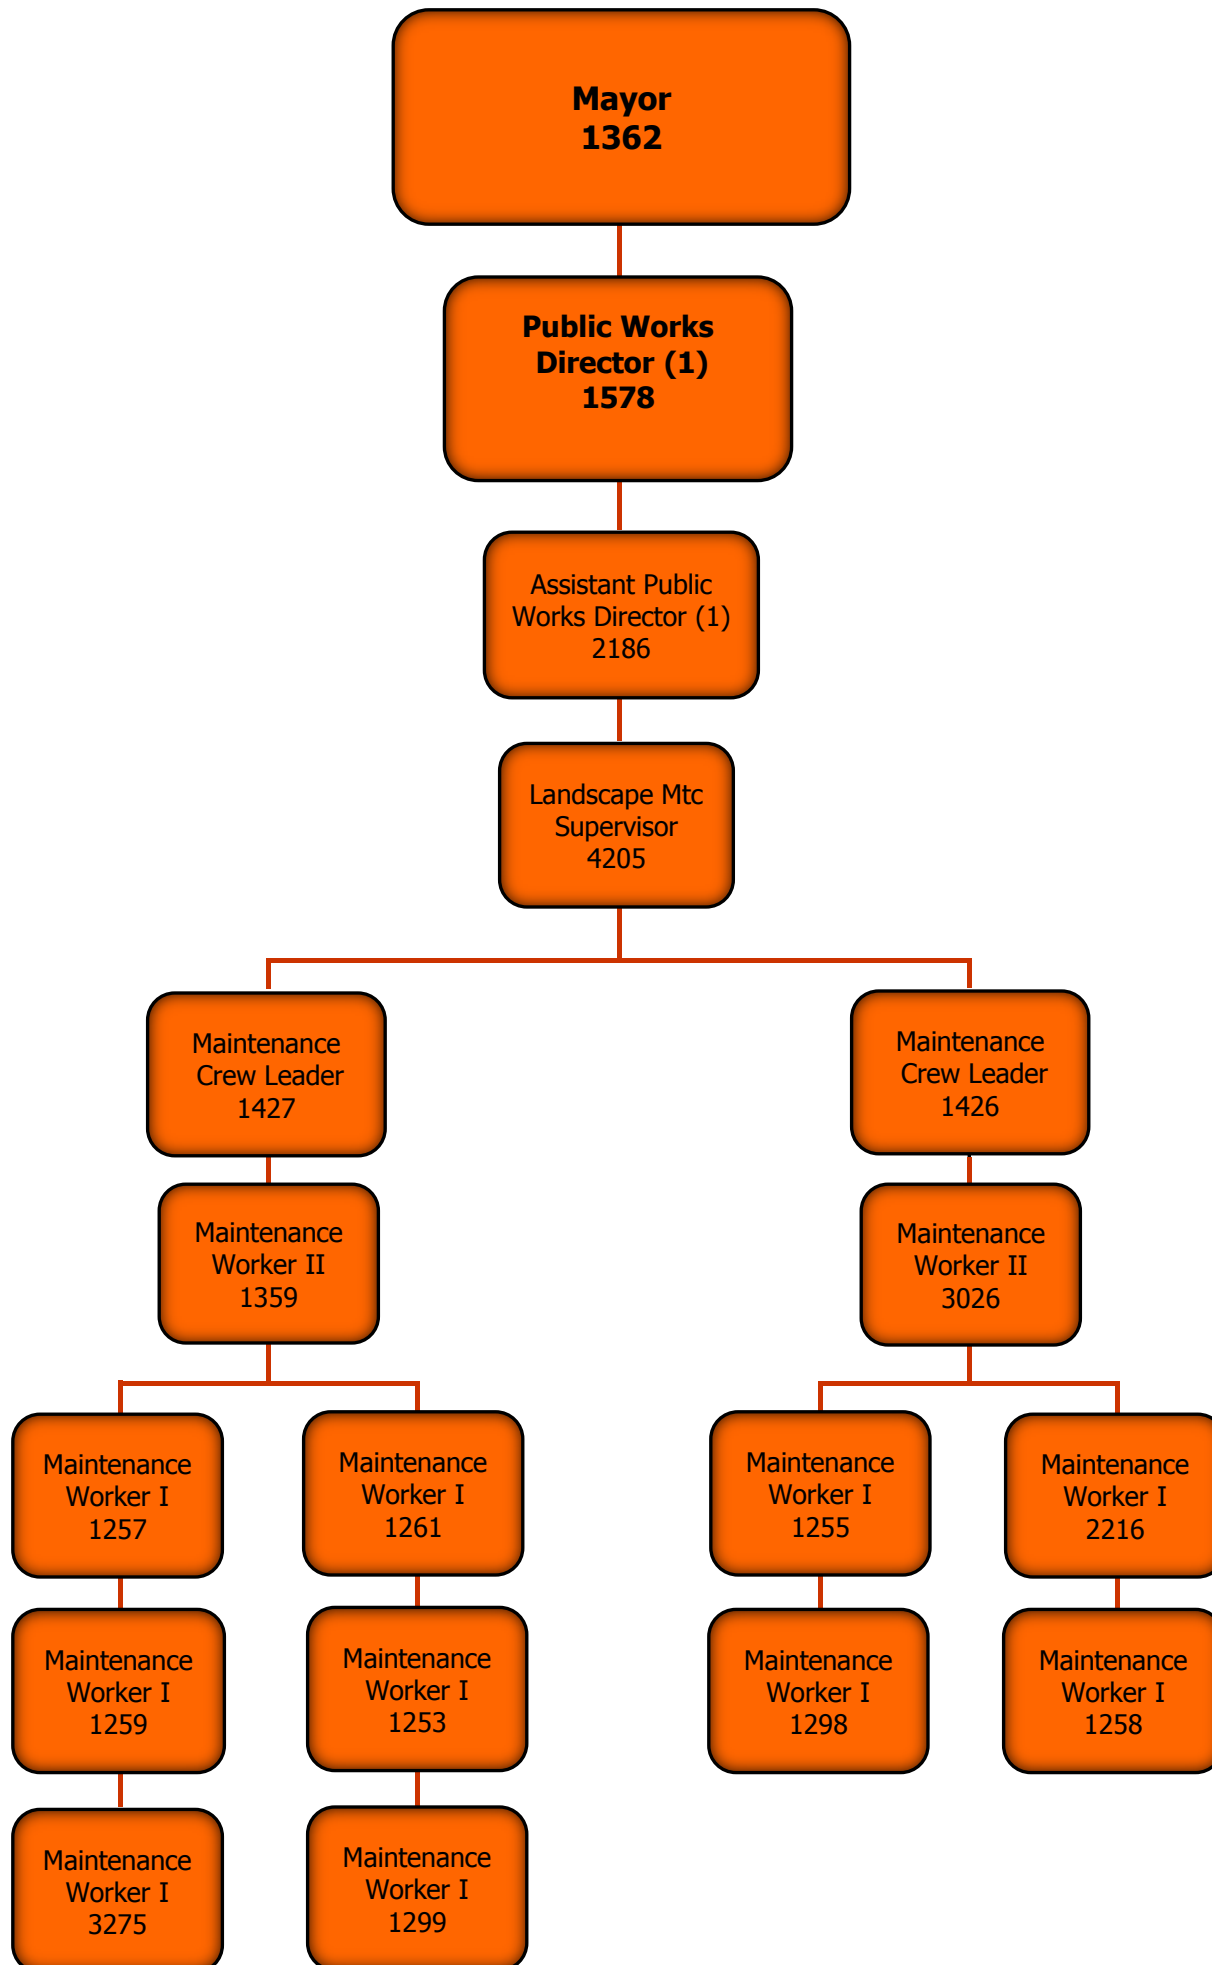 Mayor
1362
Public Works
Director (1)
1578
Assistant Public
Works Director (1)
2186
Landscape Mtc
Supervisor
4205
Maintenance
Crew Leader
1427
Maintenance
Crew Leader
1426
Maintenance
Worker II
1359
Maintenance
Worker II
3026
Maintenance
Worker I
1257
Maintenance
Worker I
1261
Maintenance
Worker I
1255
Maintenance
Worker I
2216
Maintenance
Worker I
1259
Maintenance
Worker I
1253
Maintenance
Worker I
1298
Maintenance
Worker I
1258
Maintenance
Worker I
3275
Maintenance
Worker I
1299